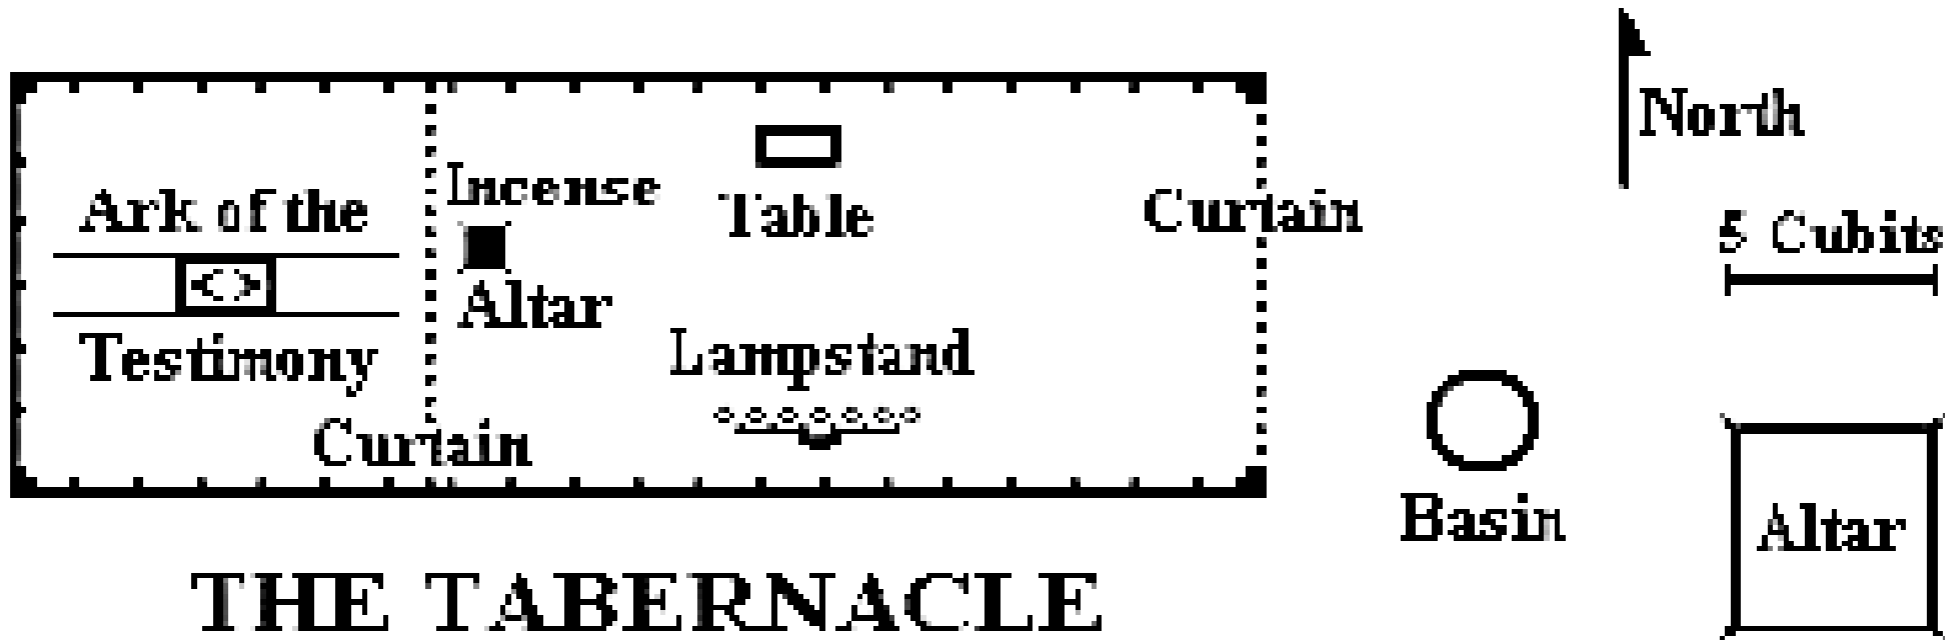 North
Ark of the
Testimony
Incense
Altar
Table
Curtain
5 Cubits
Lampstand
Curtain
Basin
Altar
THE TABERNACLE